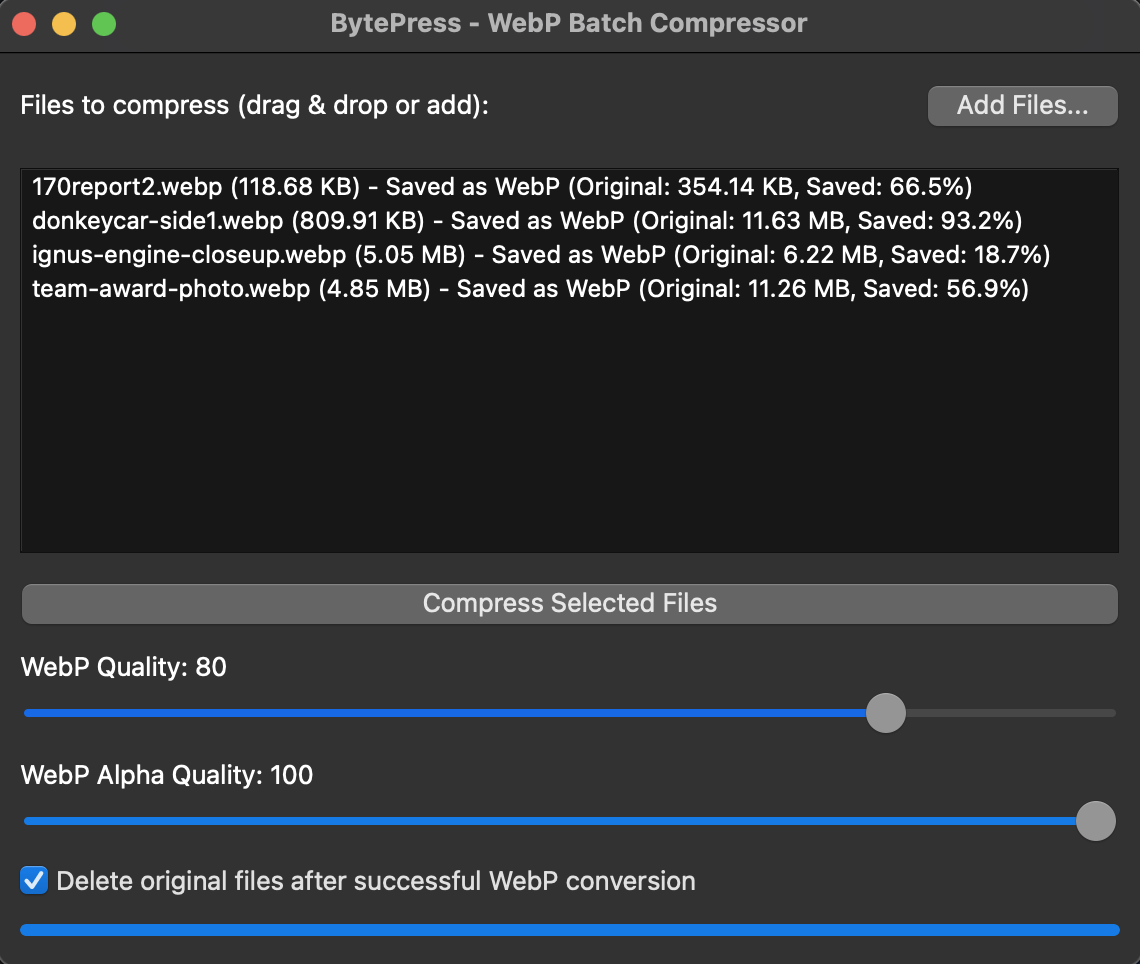 BytePress - WebP Batch Compressor
Files to compress (drag & drop or add):
Add Files...
170report2.webp (118.68 KB) - Saved as WebP (Original: 354.14 KB, Saved: 66.5%)
donkeycar-side1.webp (809.91 KB) - Saved as WebP (Original: 11.63 MB, Saved: 93.2%)
ignus-engine-closeup.webp (5.05 MB) - Saved as WebP (Original: 6.22 MB, Saved: 18.7%)
team-award-photo.webp (4.85 MB) - Saved as WebP (Original: 11.26 MB, Saved: 56.9%)
Compress Selected Files
WebP Quality: 80
WebP Alpha Quality: 100
Delete original files after successful WebP conversion